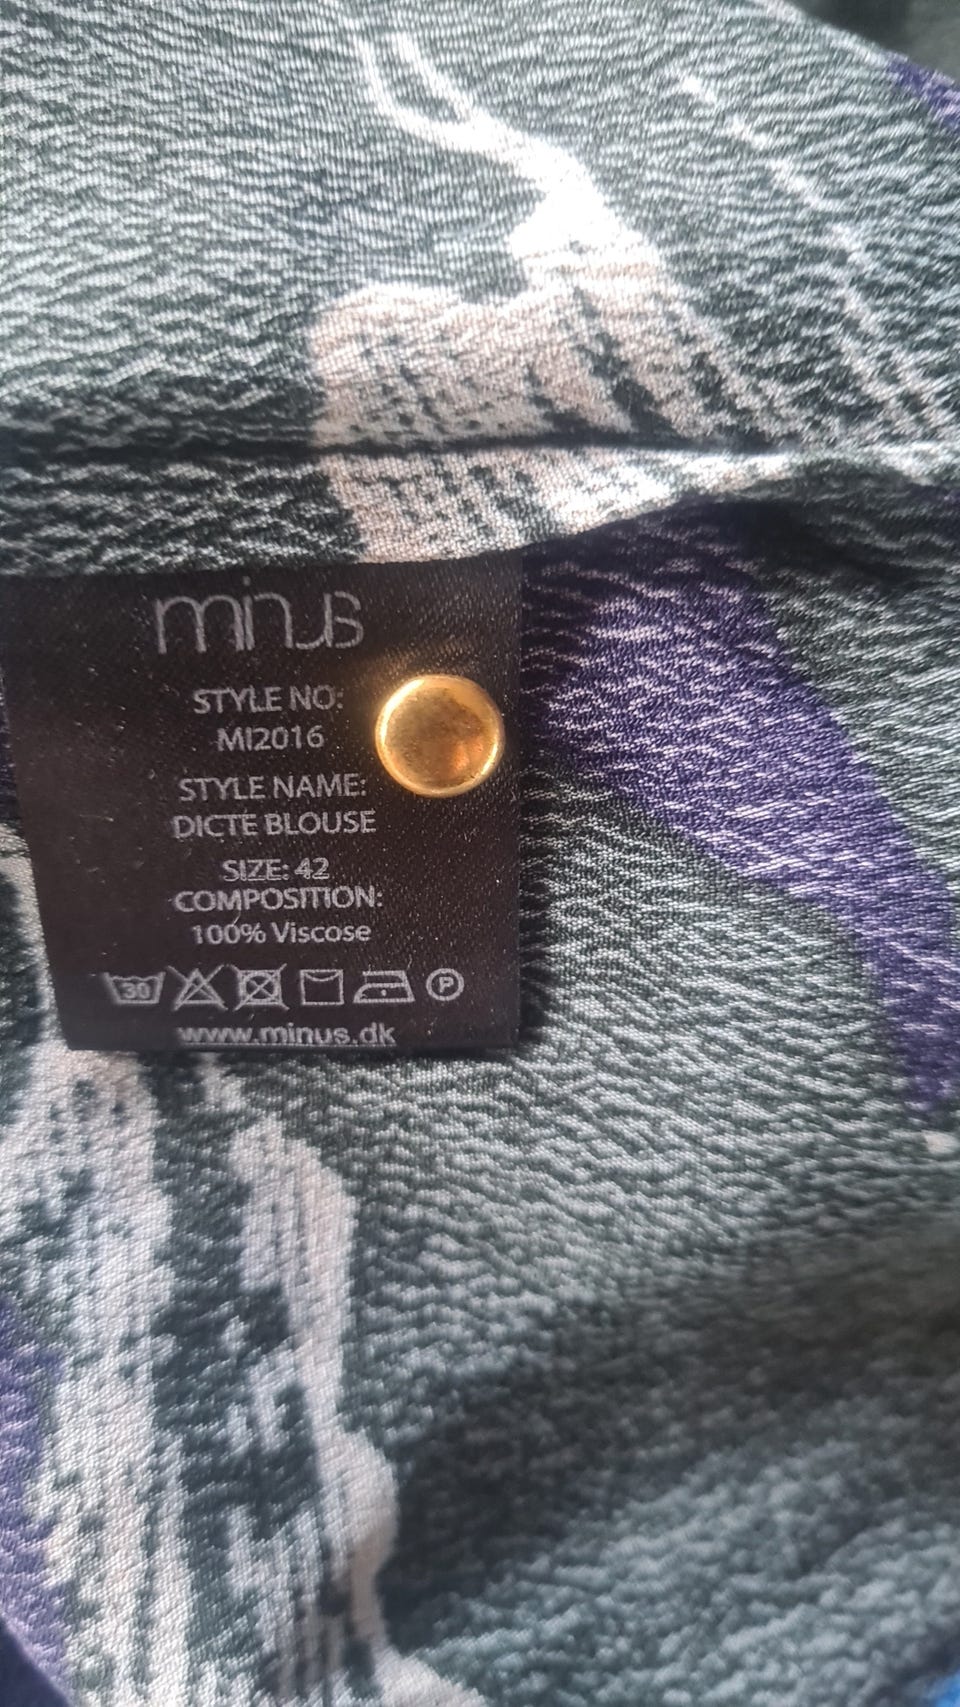 minus
STYLE NO:
MI2016
STYLE NAME:
DICTE BLOUSE
SIZE: 42
COMPOSITION:
100% Viscose
30 P
www.minus.dk